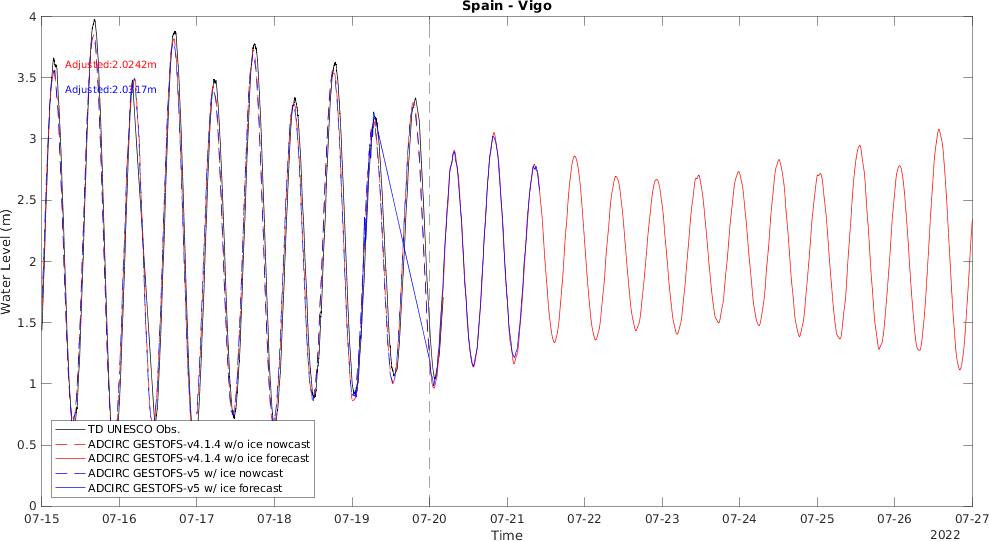 Spain - Vigo
4
3.5
3
2.5
2
1.5
1
0.5
0
Water Level (m)
Adjusted:2.0242m
Adjusted:2.0317m
TD UNESCO Obs.
ADCIRC GESTOFS-v4.1.4 w/o ice nowcast
ADCIRC GESTOFS-v4.1.4 w/o ice forecast
ADCIRC GESTOFS-v5 w/ ice nowcast
ADCIRC GESTOFS-v5 w/ ice forecast
07-15 07-16 07-17 07-18 07-19 07-20 07-21 07-22 07-23 07-24 07-25 07-26 07-27
Time
2022